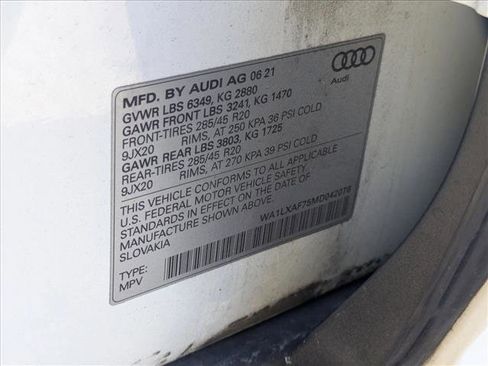 MFD. BY AUDI AG 06 21
GVWR LBS 6349, KG 2880
GAWR FRONT LBS 3241, KG 1470
FRONT-TIRES 285/45 R20
9JX20 RIMS, AT 250 KPA 36 PSI COLD
GAWR REAR LBS 3803, KG 1725
REAR-TIRES 285/45 R20
9JX20 RIMS, AT 270 KPA 39 PSI COLD
THIS VEHICLE CONFORMS TO ALL APPLICABLE
U.S. FEDERAL MOTOR VEHICLE SAFETY
STANDARDS IN EFFECT ON THE DATE OF
MANUFACTURE SHOWN ABOVE.
SLOVAKIA
WA1LXAF75MD042076
TYPE:
MPV
Audi